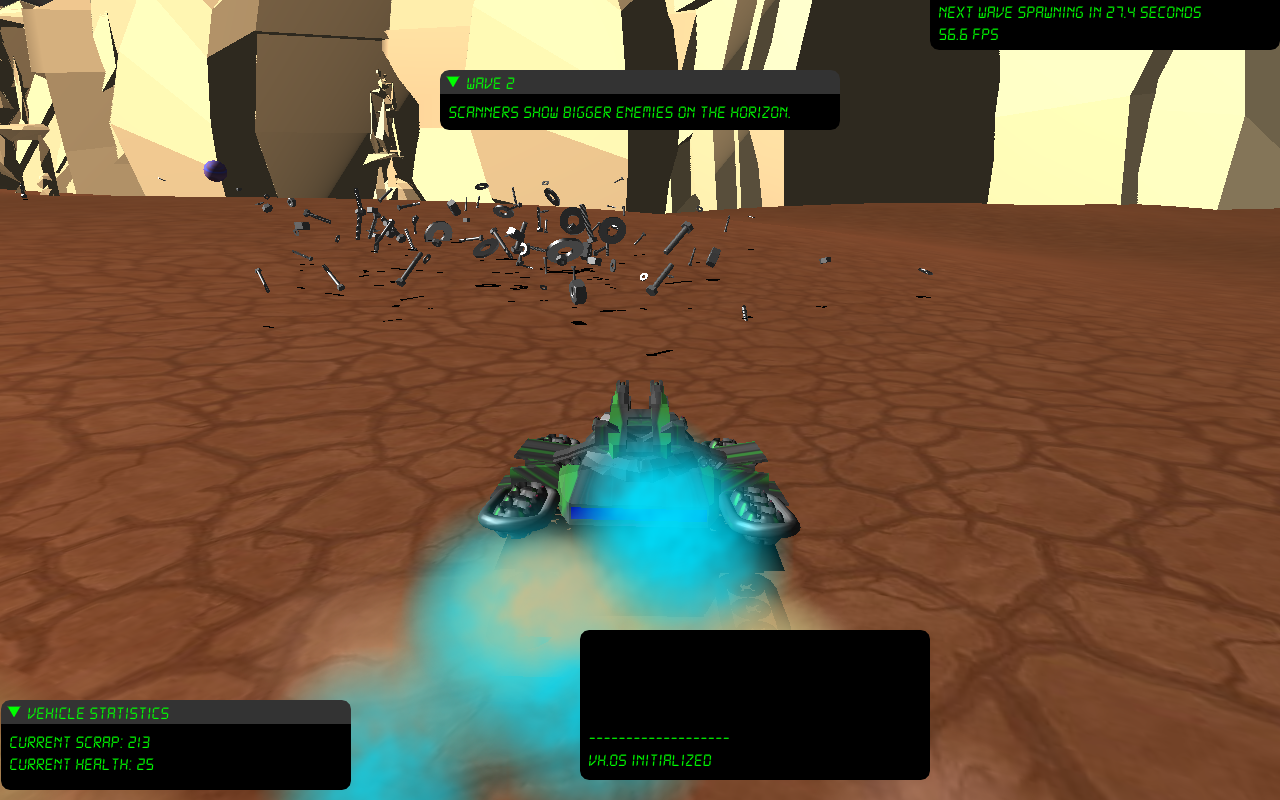 NEXT WAVE SPAWNING IN 27.4 SECONDS
56.6 FPS
WAVE 2
SCANNERS SHOW BIGGER ENEMIES ON THE HORIZON.
VEHICLE STATISTICS
CURRENT SCRAP: 213
CURRENT HEALTH: 25
-------------------
VH.OS INITIALIZED